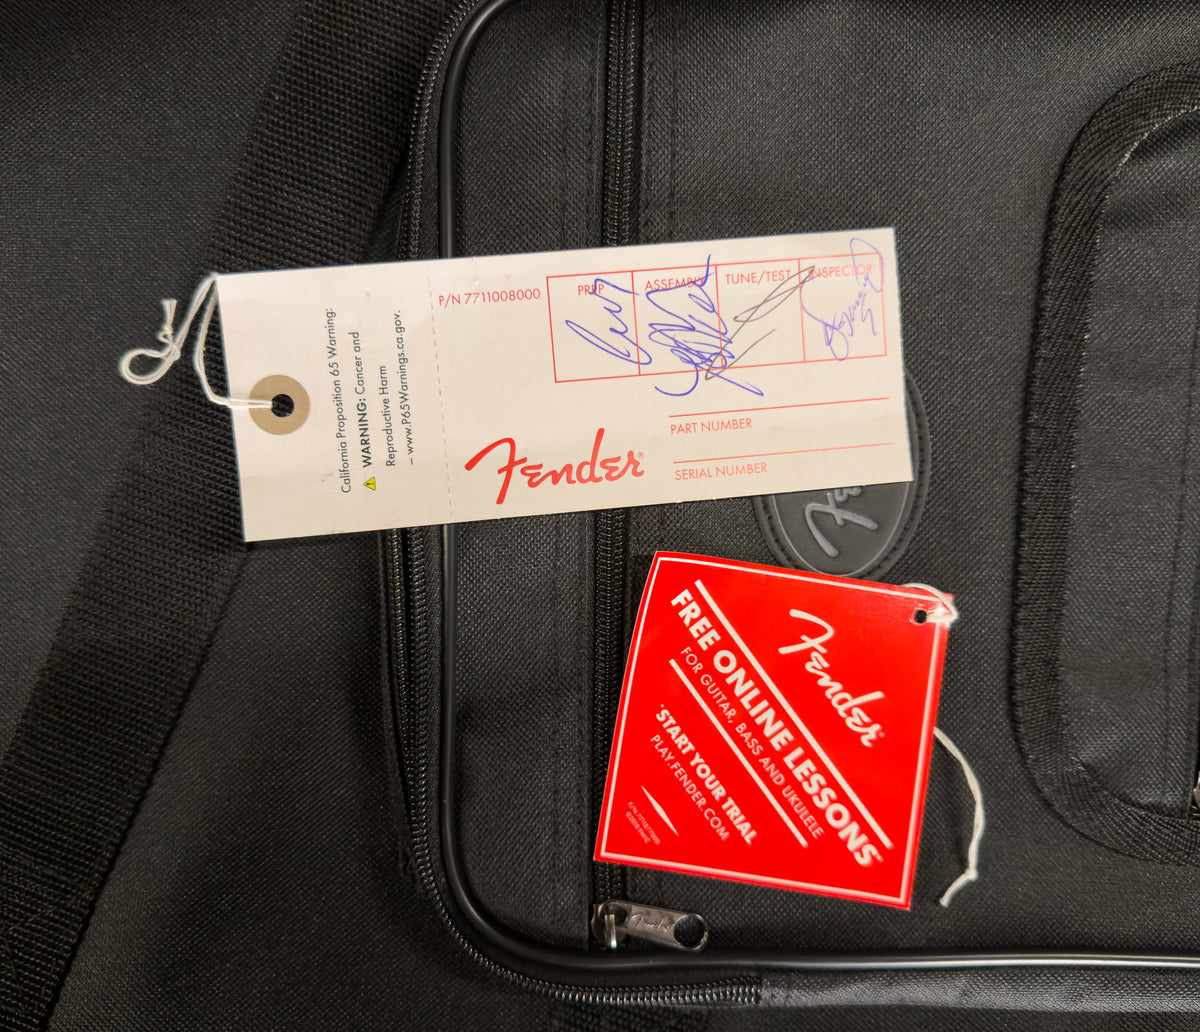 California Proposition 65 Warning:
WARNING: Cancer and
Reproductive Harm
– www.P65Warnings.ca.gov.
P/N 7711008000
PREP
ASSEMBLY
TUNE/TEST
INSPECTOR
PART NUMBER
SERIAL NUMBER
Fender®
Fender
FREE ONLINE LESSONS*
FOR GUITAR, BASS AND UKULELE
*START YOUR TRIAL
PLAY.FENDER.COM
Fender